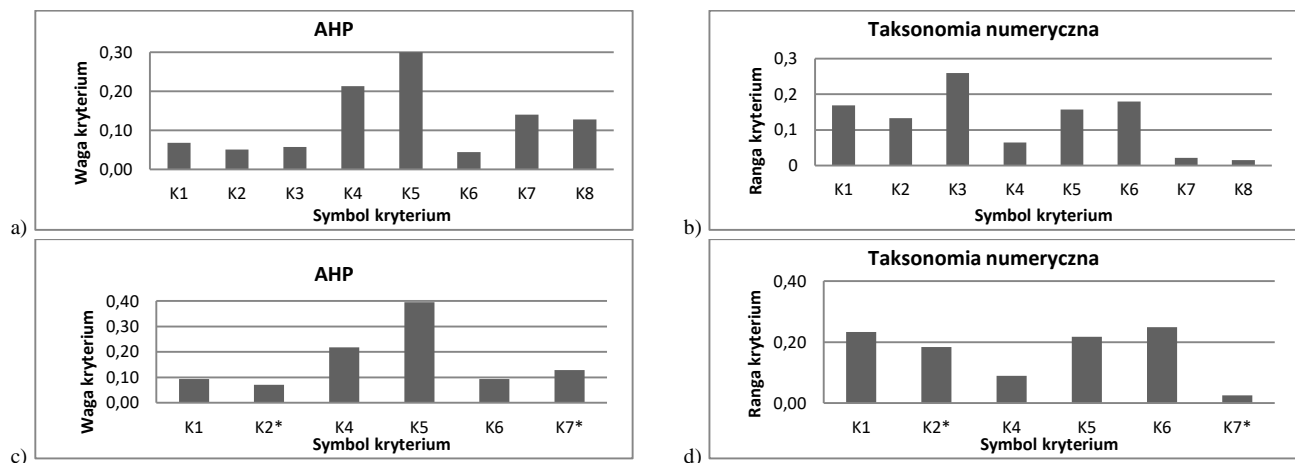 AHP
0,30
0,20
0,10
0,00
Waga kryterium
K1 K2 K3 K4 K5 K6 K7 K8
Symbol kryterium
a)
Taksonomia numeryczna
0,3
0,2
0,1
0
Ranga kryterium
K1 K2 K3 K4 K5 K6 K7 K8
Symbol kryterium
b)
AHP
0,40
0,30
0,20
0,10
0,00
Waga kryterium
K1 K2* K4 K5 K6 K7*
Symbol kryterium
c)
Taksonomia numeryczna
0,40
0,20
0,00
Ranga kryterium
K1 K2* K4 K5 K6 K7*
Symbol kryterium
d)